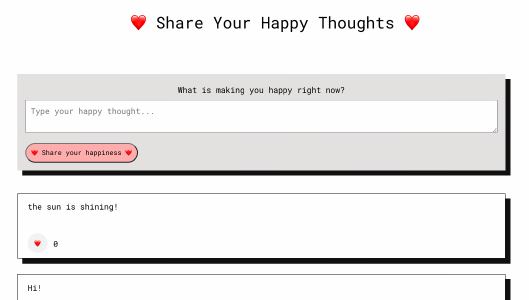 ❤️ Share Your Happy Thoughts ❤️
What is making you happy right now?
Type your happy thought...
❤️ Share your happiness ❤️
the sun is shining!
❤️ 0
Hi!